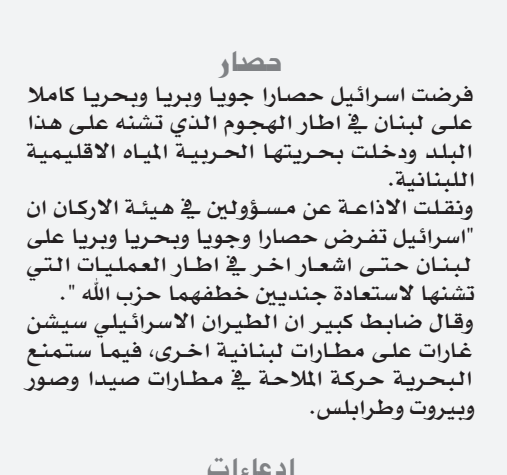 حصار
فرضت اسرائيل حصارا جويا وبريا وبحريا كاملا
على لبنان في اطار الهجوم الذي تشنه على هذا
البلد ودخلت بحريتها الحربية المياه الاقليمية
اللبنانية.
ونقلت الاذاعة عن مسؤولين في هيئة الاركان ان
"اسرائيل تفرض حصارا وجويا وبحريا وبريا على
لبنان حتى اشعار اخر في اطار العمليات التي
تشنها لاستعادة جنديين خطفهما حزب الله ".
وقال ضابط كبير ان الطيران الاسرائيلي سيشن
غارات على مطارات لبنانية اخرى، فيما ستمنع
البحرية حركة الملاحة في مطارات صيدا وصور
وبيروت وطرابلس.
ادعاءات